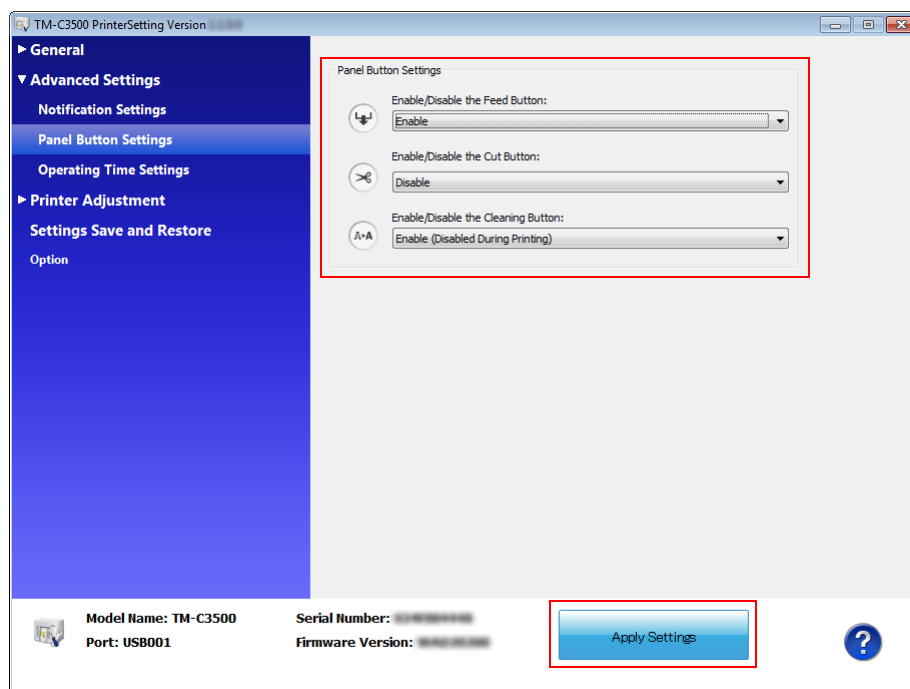 TM-C3500 PrinterSetting Version
General
Advanced Settings
Notification Settings
Panel Button Settings
Operating Time Settings
Printer Adjustment
Settings Save and Restore
Option
Panel Button Settings
Enable/Disable the Feed Button:
Enable
Enable/Disable the Cut Button:
Disable
Enable/Disable the Cleaning Button:
A▸A
Enable (Disabled During Printing)
Model Name: TM-C3500
Serial Number:
Port: USB001
Firmware Version:
Apply Settings
?